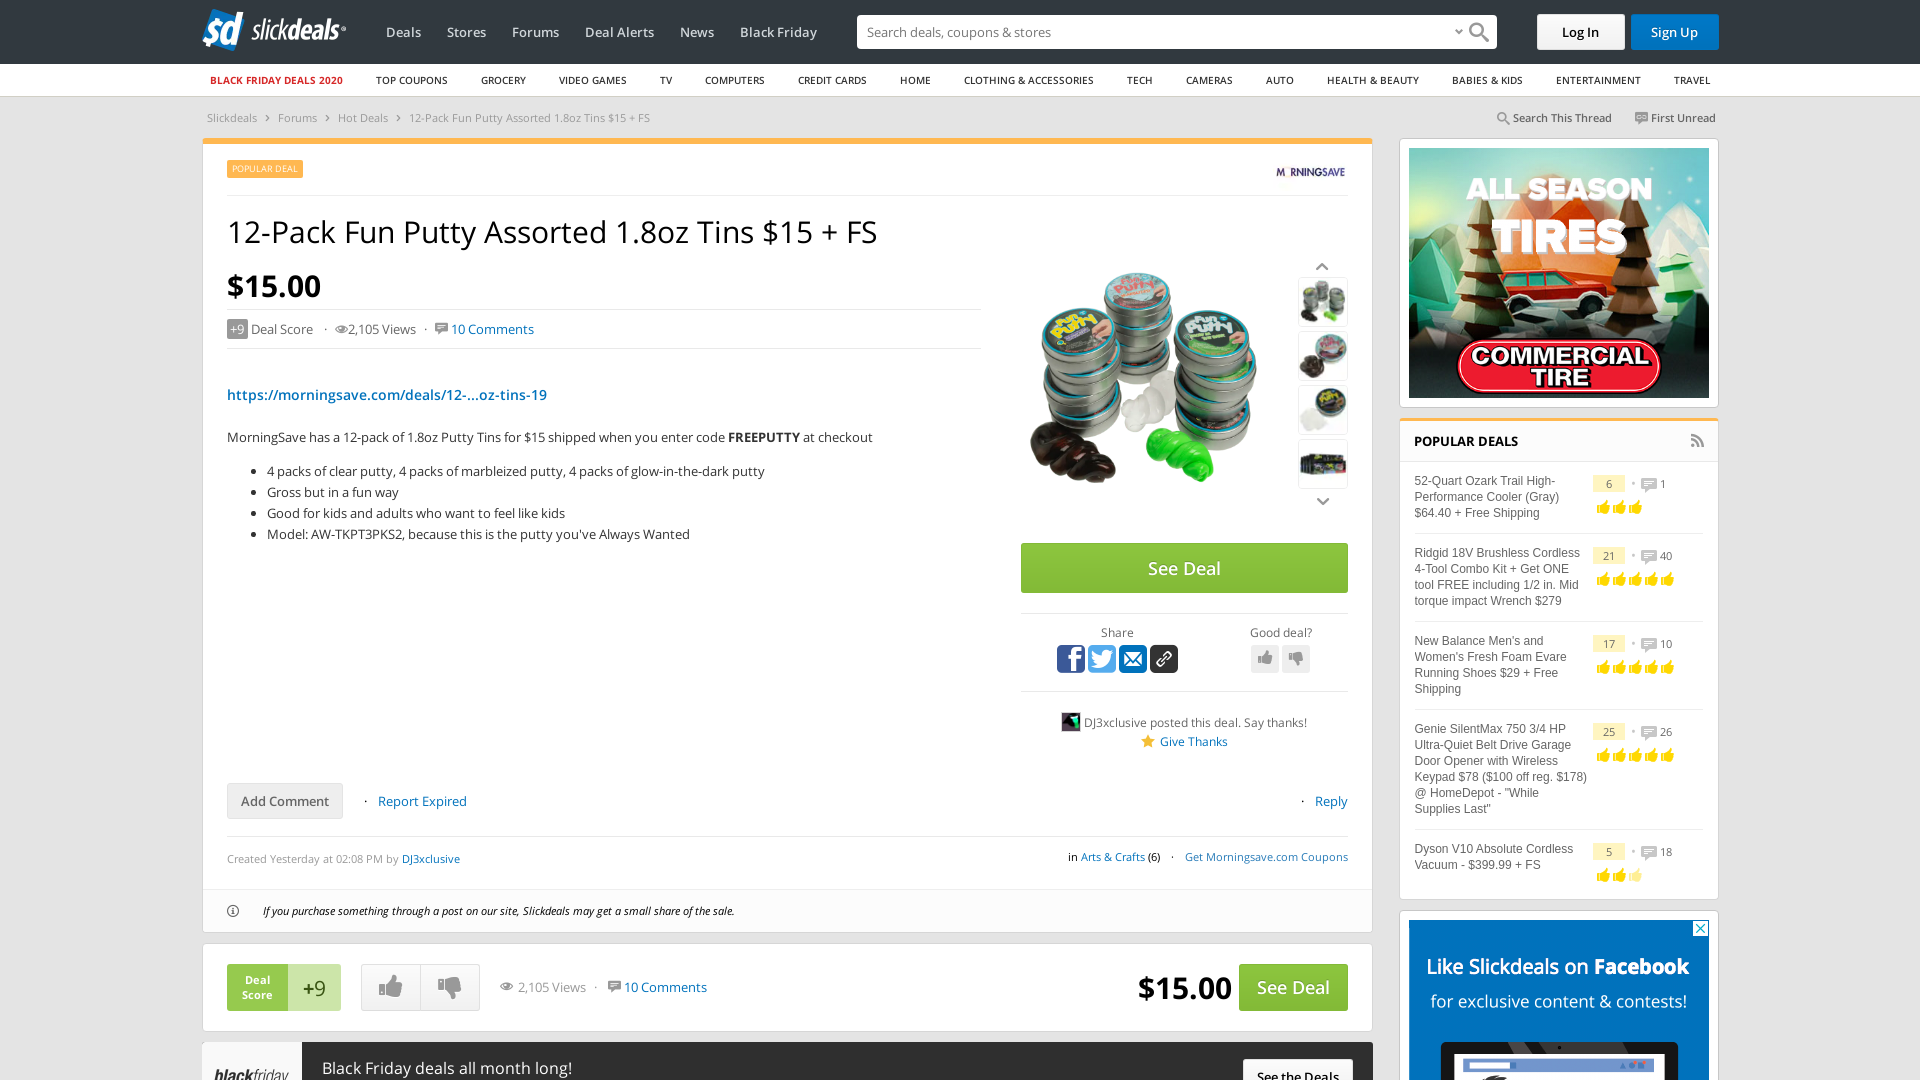 sd slickdeals
Deals Stores Forums Deal Alerts News Black Friday
Search deals, coupons & stores
Log In Sign Up
BLACK FRIDAY DEALS 2020 TOP COUPONS GROCERY VIDEO GAMES TV COMPUTERS CREDIT CARDS HOME CLOTHING & ACCESSORIES TECH CAMERAS AUTO HEALTH & BEAUTY BABIES & KIDS ENTERTAINMENT TRAVEL
Slickdeals > Forums > Hot Deals > 12-Pack Fun Putty Assorted 1.8oz Tins $15 + FS
Search This Thread First Unread
POPULAR DEAL
MORNINGSAVE
12-Pack Fun Putty Assorted 1.8oz Tins $15 + FS
$15.00
+9 Deal Score · 2,105 Views · 10 Comments
https://morningsave.com/deals/12-...oz-tins-19
MorningSave has a 12-pack of 1.8oz Putty Tins for $15 shipped when you enter code FREEPUTTY at checkout
• 4 packs of clear putty, 4 packs of marbleized putty, 4 packs of glow-in-the-dark putty
• Gross but in a fun way
• Good for kids and adults who want to feel like kids
• Model: AW-TKPT3PKS2, because this is the putty you've Always Wanted
Fun Putty
Fun Putty
Fun Putty
See Deal
Share Good deal?
DJ3xclusive posted this deal. Say thanks!
Give Thanks
Add Comment · Report Expired
· Reply
Created Yesterday at 02:08 PM by DJ3xclusive
in Arts & Crafts (6) · Get Morningsave.com Coupons
If you purchase something through a post on our site, Slickdeals may get a small share of the sale.
Deal
Score
+9
2,105 Views · 10 Comments
$15.00 See Deal
blackfriday
Black Friday deals all month long!
See the Deals
ALL SEASON
TIRES
COMMERCIAL
TIRE
POPULAR DEALS
52-Quart Ozark Trail High-
Performance Cooler (Gray)
$64.40 + Free Shipping
6 • 1
Ridgid 18V Brushless Cordless
4-Tool Combo Kit + Get ONE
tool FREE including 1/2 in. Mid
torque impact Wrench $279
21 • 40
New Balance Men's and
Women's Fresh Foam Evare
Running Shoes $29 + Free
Shipping
17 • 10
Genie SilentMax 750 3/4 HP
Ultra-Quiet Belt Drive Garage
Door Opener with Wireless
Keypad $78 ($100 off reg. $178)
@ HomeDepot - "While
Supplies Last"
25 • 26
Dyson V10 Absolute Cordless
Vacuum - $399.99 + FS
5 • 18
Like Slickdeals on Facebook
for exclusive content & contests!